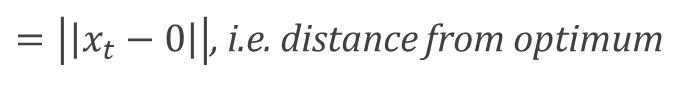 = ||x_t − 0||, i.e. distance from optimum